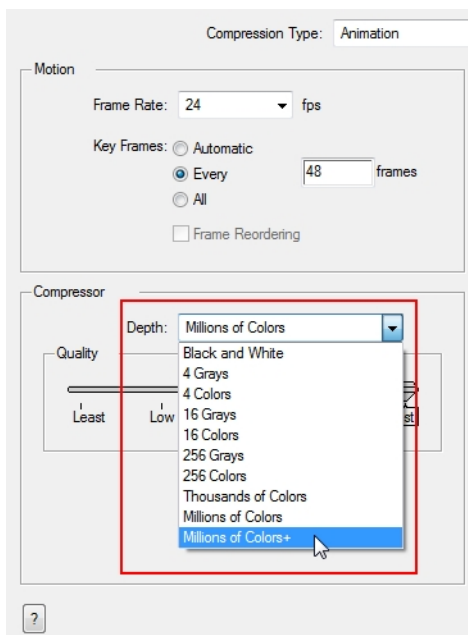 Compression Type: Animation
Motion
Frame Rate: 24 fps
Key Frames: Automatic
Every 48 frames
All
Frame Reordering
Compressor
Depth: Millions of Colors
Quality
Black and White
4 Grays
4 Colors
Least Low 16 Grays st
16 Colors
256 Grays
256 Colors
Thousands of Colors
Millions of Colors
Millions of Colors+
?